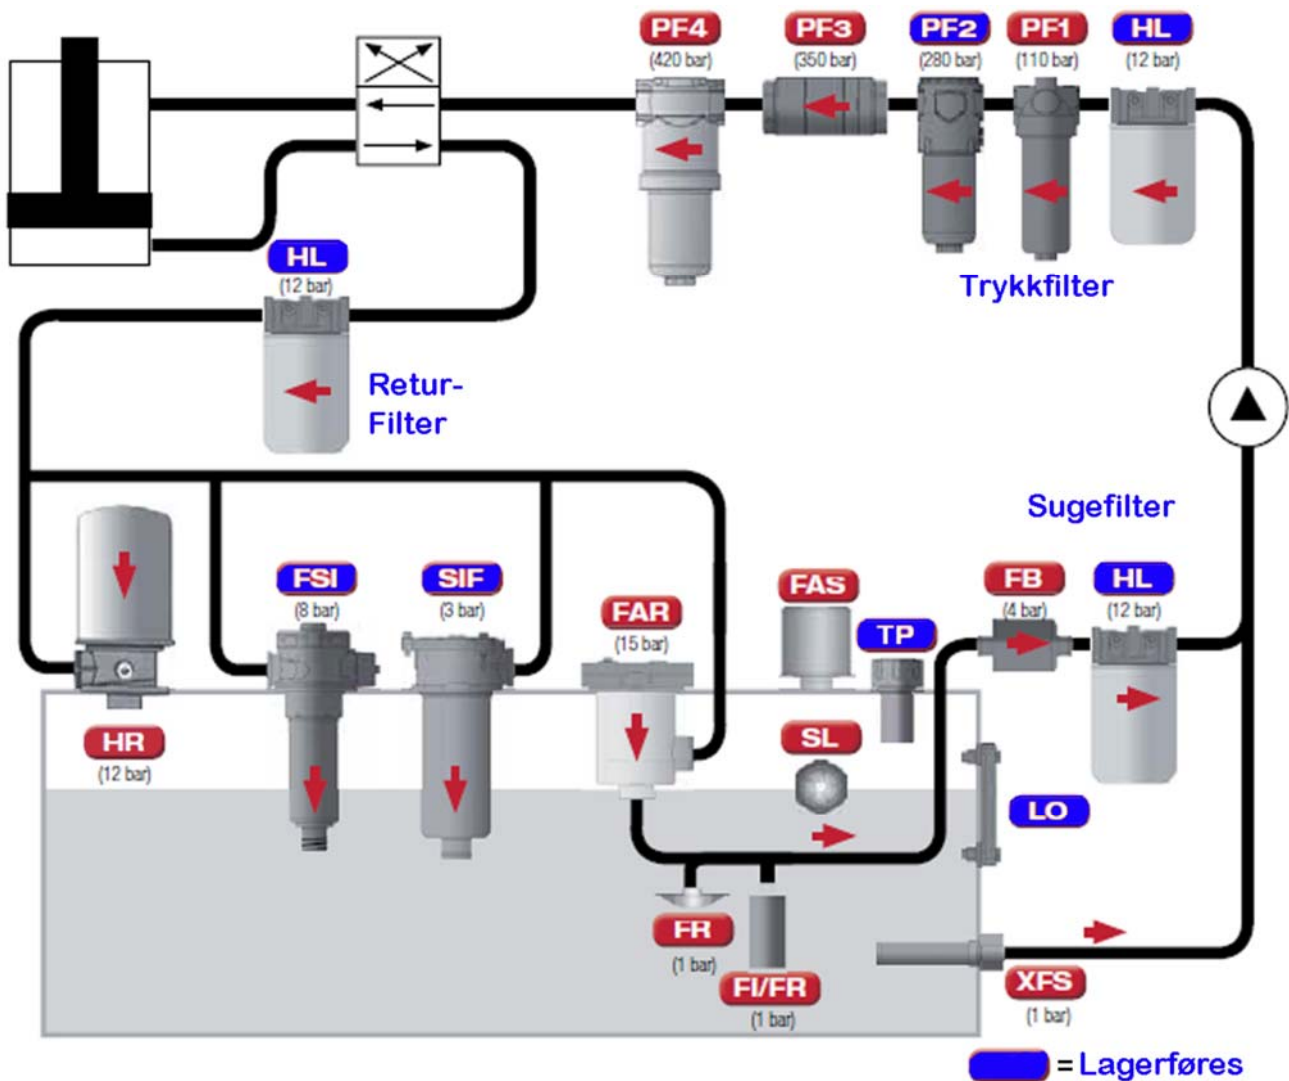 PF4 PF3 PF2 PF1 HL
(420 bar) (350 bar) (280 bar) (110 bar) (12 bar)
HL
(12 bar)
Trykkfilter
Retur-
Filter
Sugefilter
FSI SIF FAR FAS TP FB HL
(8 bar) (3 bar) (15 bar) (4 bar) (12 bar)
HR
(12 bar)
SL
LO
FR
(1 bar)
FI/FR
(1 bar)
XFS
(1 bar)
= Lagerføres